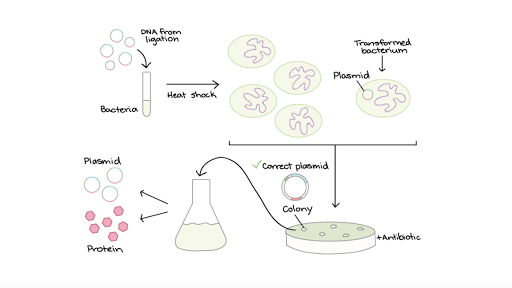 DNA from
ligation
Bacteria
Heat shock
Transformed
bacterium
Plasmid
Plasmid
Protein
✓ Correct plasmid
Colony
+Antibiotic